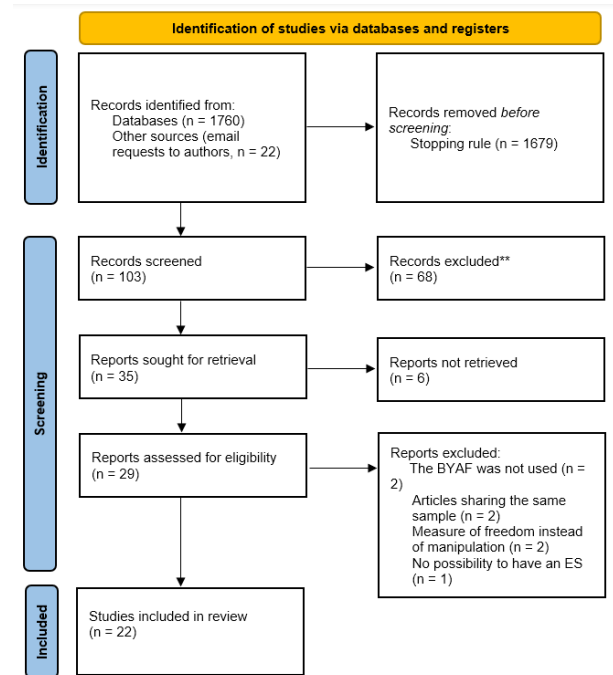 Identification of studies via databases and registers
Identification
Records identified from:
Databases (n = 1760)
Other sources (email
requests to authors, n = 22)
Records removed before
screening:
Stopping rule (n = 1679)
Screening
Records screened
(n = 103)
Records excluded**
(n = 68)
Reports sought for retrieval
(n = 35)
Reports not retrieved
(n = 6)
Reports assessed for eligibility
(n = 29)
Reports excluded:
The BYAF was not used (n =
2)
Articles sharing the same
sample (n = 2)
Measure of freedom instead
of manipulation (n = 2)
No possibility to have an ES
(n = 1)
Included
Studies included in review
(n = 22)